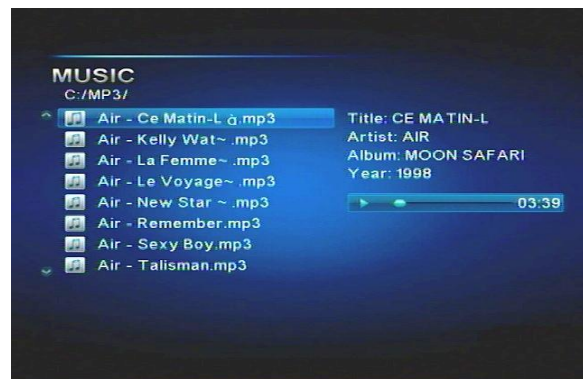 MUSIC
C:/MP3/
Air - Ce Matin-L à.mp3
Air - Kelly Wat~ .mp3
Air - La Femme~ .mp3
Air - Le Voyage~ .mp3
Air - New Star ~ .mp3
Air - Remember.mp3
Air - Sexy Boy.mp3
Air - Talisman.mp3
Title: CE MATIN-L
Artist: AIR
Album: MOON SAFARI
Year: 1998
03:39